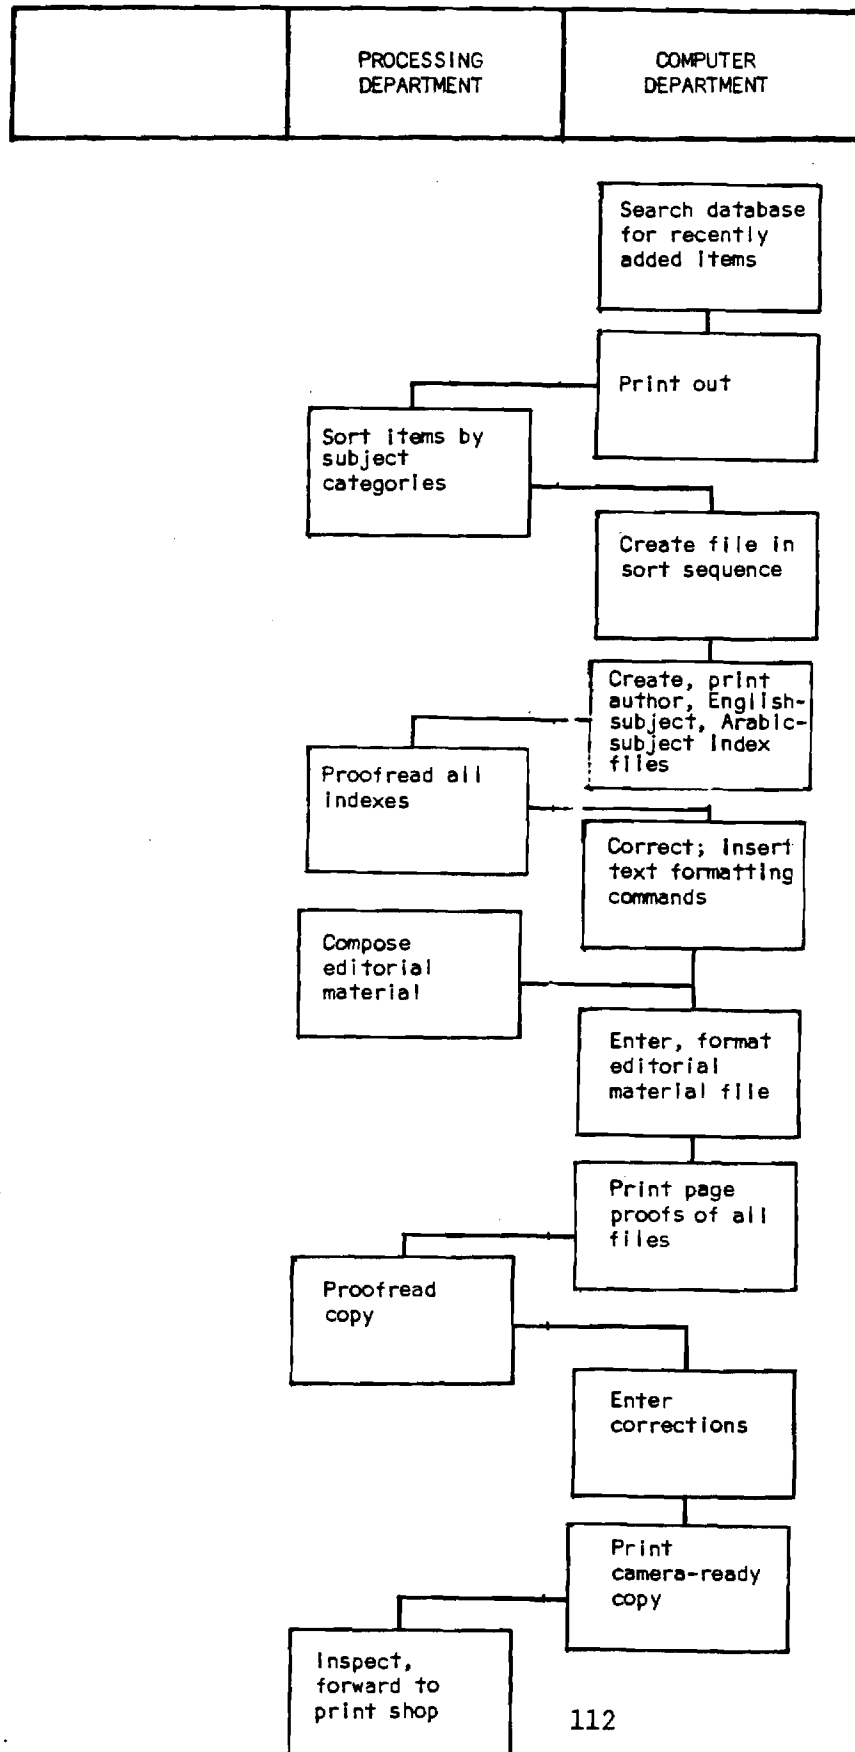 PROCESSING
DEPARTMENT
COMPUTER
DEPARTMENT
Search database
for recently
added items
Print out
Sort items by
subject
categories
Create file in
sort sequence
Create, print
author, English-
subject, Arabic-
subject index
files
Proofread all
indexes
Correct; insert
text formatting
commands
Compose
editorial
material
Enter, format
editorial
material file
Print page
proofs of all
files
Proofread
copy
Enter
corrections
Print
camera-ready
copy
Inspect,
forward to
print shop
112